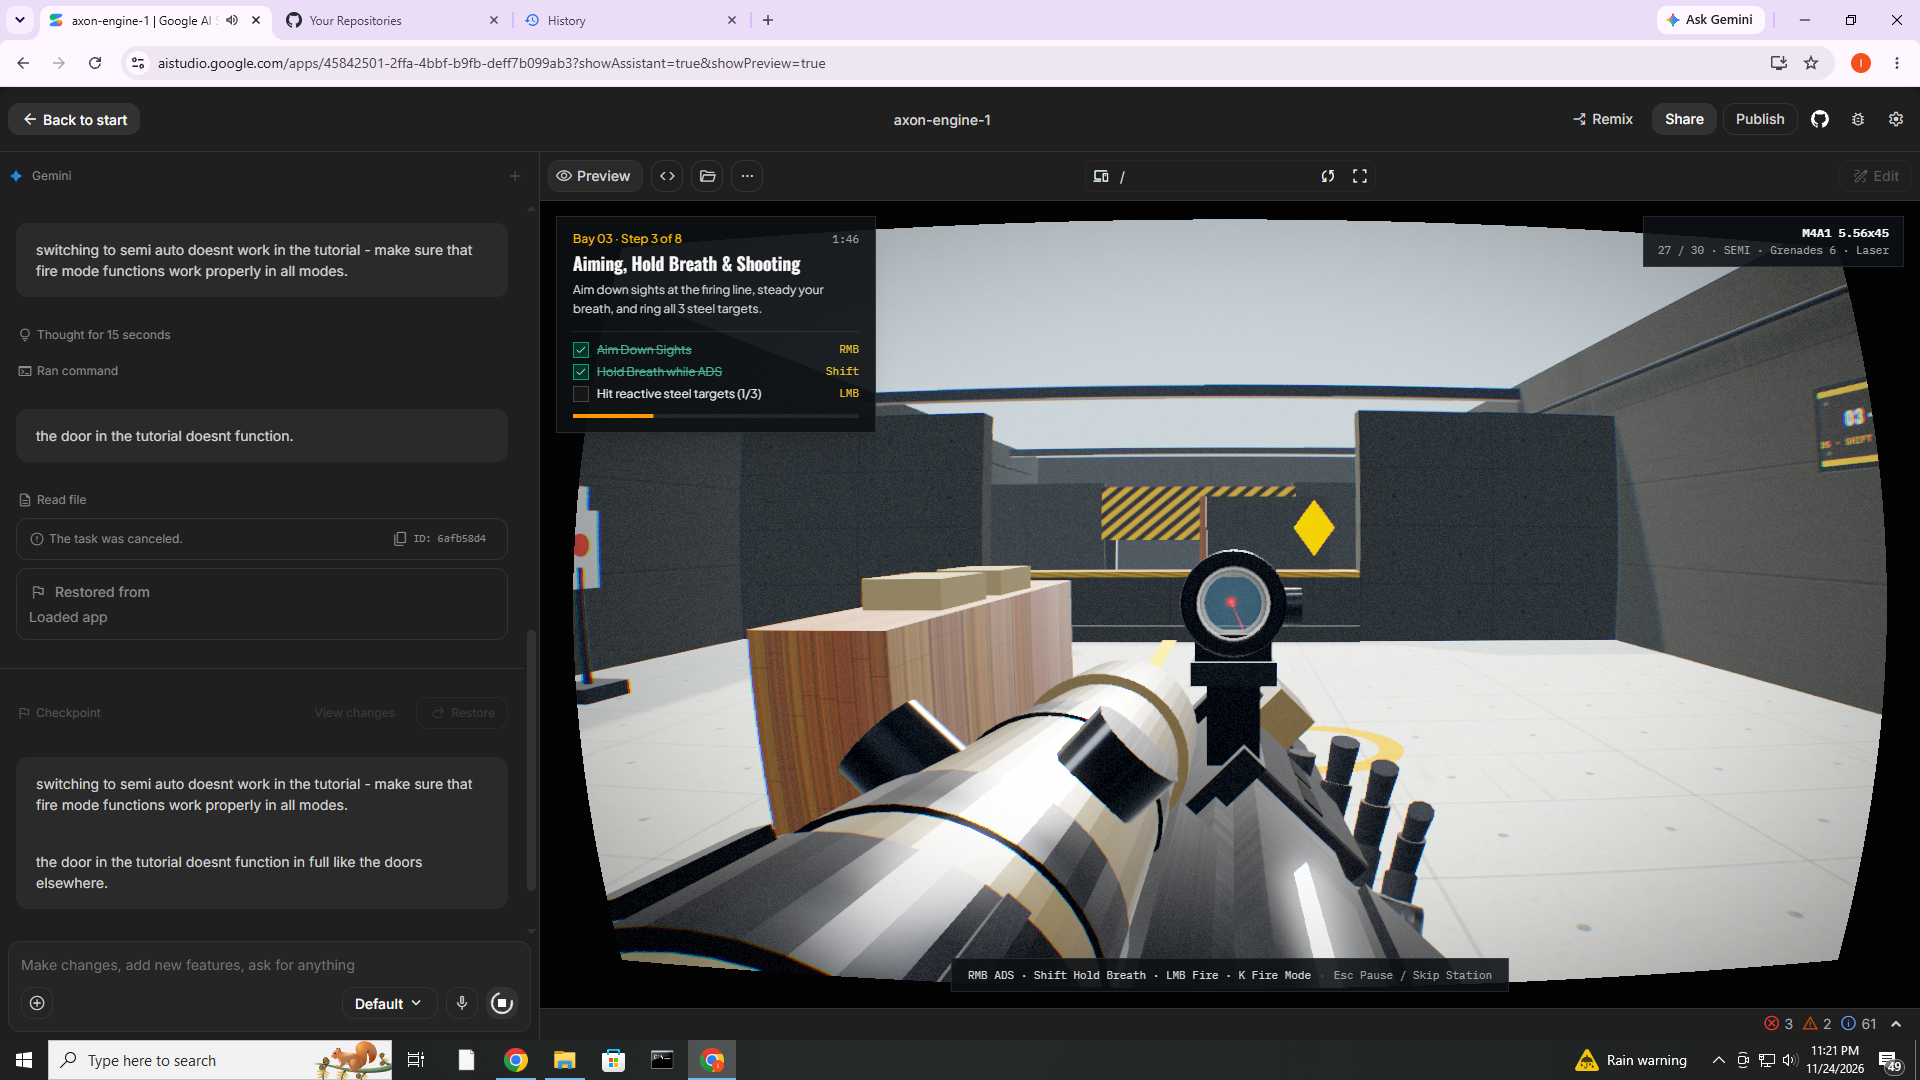 axon-engine-1 | Google AI S
Your Repositories
History
Ask Gemini
aistudio.google.com/apps/45842501-2ffa-4bbf-b9fb-deff7b099ab3?showAssistant=true&showPreview=true
I
Back to start
axon-engine-1
Remix
Share
Publish
Gemini
Preview
/
Edit
switching to semi auto doesnt work in the tutorial - make sure that
fire mode functions work properly in all modes.
Thought for 15 seconds
Ran command
the door in the tutorial doesnt function.
Read file
The task was canceled.
ID: 6afb58d4
Restored from
Loaded app
Checkpoint
View changes
Restore
switching to semi auto doesnt work in the tutorial - make sure that
fire mode functions work properly in all modes.
the door in the tutorial doesnt function in full like the doors
elsewhere.
Make changes, add new features, ask for anything
Default
Bay 03 · Step 3 of 8
1:46
Aiming, Hold Breath & Shooting
Aim down sights at the firing line, steady your
breath, and ring all 3 steel targets.
Aim Down Sights
RMB
Hold Breath while ADS
Shift
Hit reactive steel targets (1/3)
LMB
M4A1 5.56x45
27 / 30 · SEMI · Grenades 6 · Laser
03
DS - SHIFT
RMB ADS · Shift Hold Breath · LMB Fire · K Fire Mode · Esc Pause / Skip Station
3
2
61
Type here to search
Rain warning
11:21 PM
11/24/2026
49